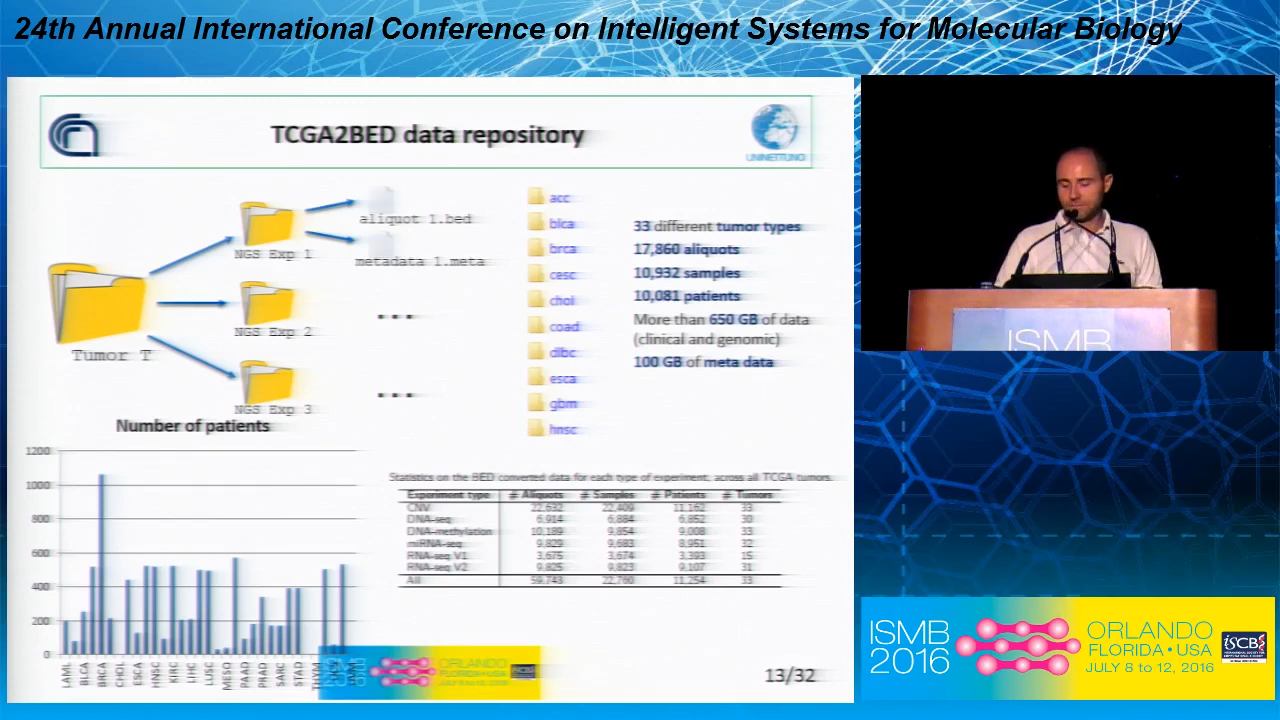 24th Annual International Conference on Intelligent Systems for Molecular Biology
TCGA2BED data repository
UNINETTUNO
aliquot 1.bed
NGS Exp 1
metadata 1.meta
NGS Exp 2
Tumor T
NGS Exp 3
acc
blca
brca
cesc
chol
coad
dlbc
esca
gbm
hnsc
33 different tumor types
17,860 aliquots
10,932 samples
10,081 patients
More than 650 GB of data
(clinical and genomic)
100 GB of meta data
Number of patients
1200
1000
800
600
400
200
0
LAML
BLCA
BRCA
CHOL
ESCA
HNSC
KIRC
LIHC
LUSC
MESO
PAAD
PRAD
SARC
STAD
THYM
Statistics on the BED converted data for each type of experiment, across all TCGA tumors.
Experiment type # Aliquots # Samples # Patients # Tumors
CNV 22,632 22,409 11,162 33
DNA-seq 6,914 6,884 6,852 30
DNA-methylation 10,189 9,854 9,008 33
miRNA-seq 9,829 9,683 8,951 32
RNA-seq V1 3,675 3,674 3,393 15
RNA-seq V2 9,825 9,823 9,107 31
All 59,743 22,760 11,254 33
ORLANDO
FLORIDA • USA
JULY 8 to 12, 2016
13/32
ISMB
ISMB
2016
ORLANDO
FLORIDA • USA
JULY 8 to 12, 2016
ISCB